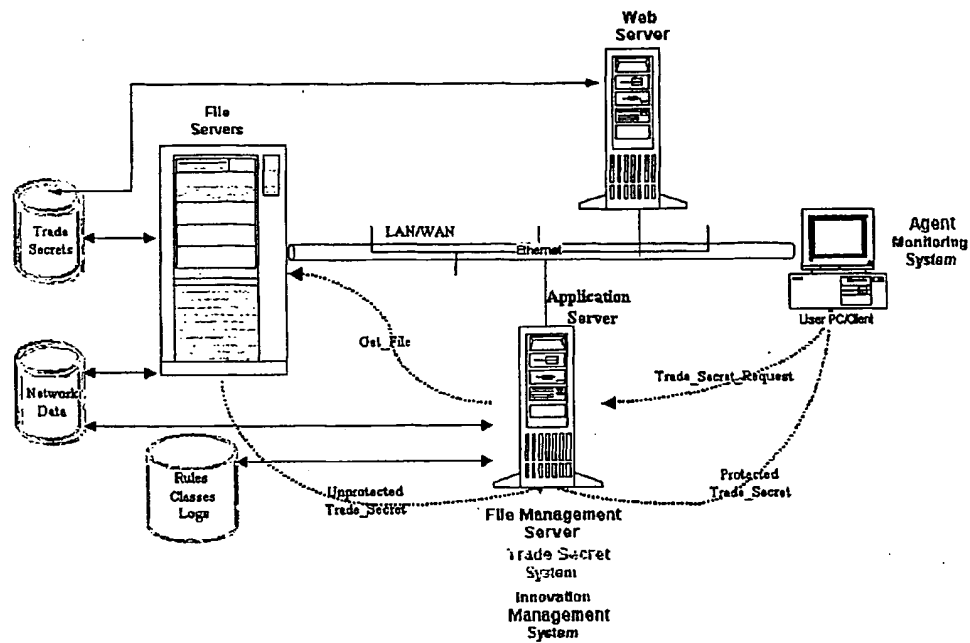 Web
Server
File
Servers
Trade
Secrets
LAN/WAN
Ethernet
Agent
Monitoring
System
User PC/Client
Application
Server
Get_File
Trade_Secret_Request
Network
Data
Rules
Classes
Logs
Unprotected
Trade_Secret
Protected
Trade_Secret
File Management
Server
Trade Secret
System
Innovation
Management
System